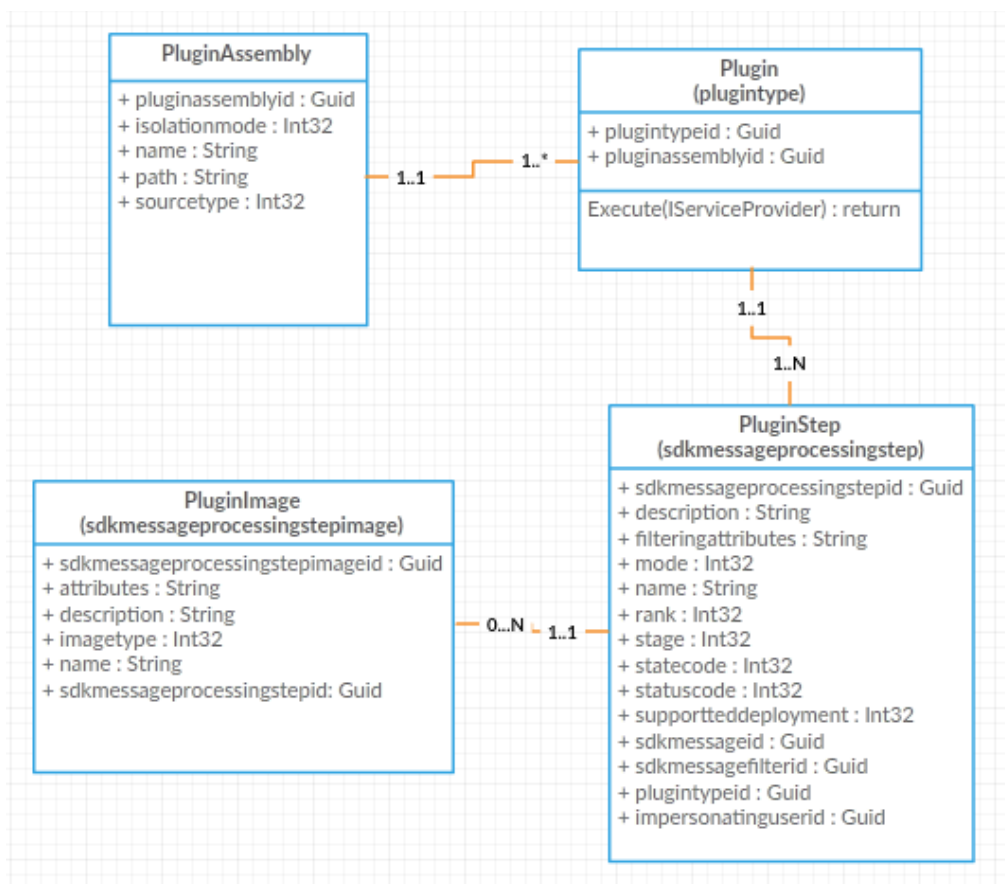 PluginAssembly
+ pluginassemblyid : Guid
+ isolationmode : Int32
+ name : String
+ path : String
+ sourcetype : Int32
1..1
1..*
Plugin
(plugintype)
+ plugintypeid : Guid
+ pluginassemblyid : Guid
Execute(IServiceProvider) : return
1..1
1..N
PluginStep
(sdkmessageprocessingstep)
+ sdkmessageprocessingstepid : Guid
+ description : String
+ filteringattributes : String
+ mode : Int32
+ name : String
+ rank : Int32
+ stage : Int32
+ statecode : Int32
+ statuscode : Int32
+ supportteddeployment : Int32
+ sdkmessageid : Guid
+ sdkmessagefilterid : Guid
+ plugintypeid : Guid
+ impersonatinguserid : Guid
PluginImage
(sdkmessageprocessingstepimage)
+ sdkmessageprocessingstepimageid : Guid
+ attributes : String
+ description : String
+ imagetype : Int32
+ name : String
+ sdkmessageprocessingstepid: Guid
0...N
1..1